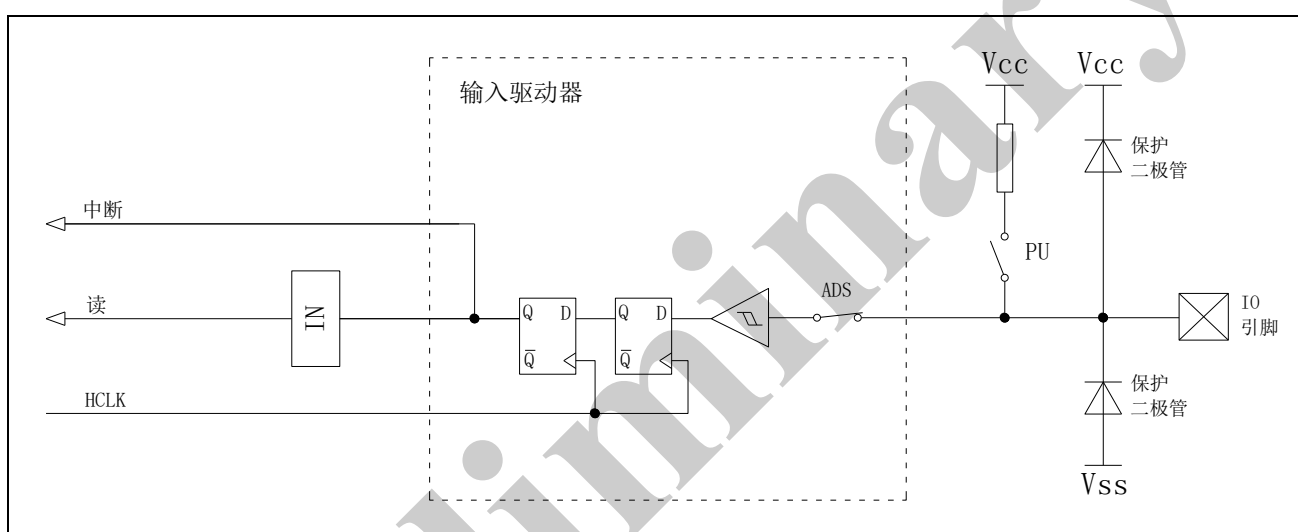 输入驱动器
Vcc
Vcc
保护
二极管
中断
PU
读
IN
Q D
Q̅
Q D
Q̅
ADS
IO
引脚
HCLK
保护
二极管
Vss
liminary